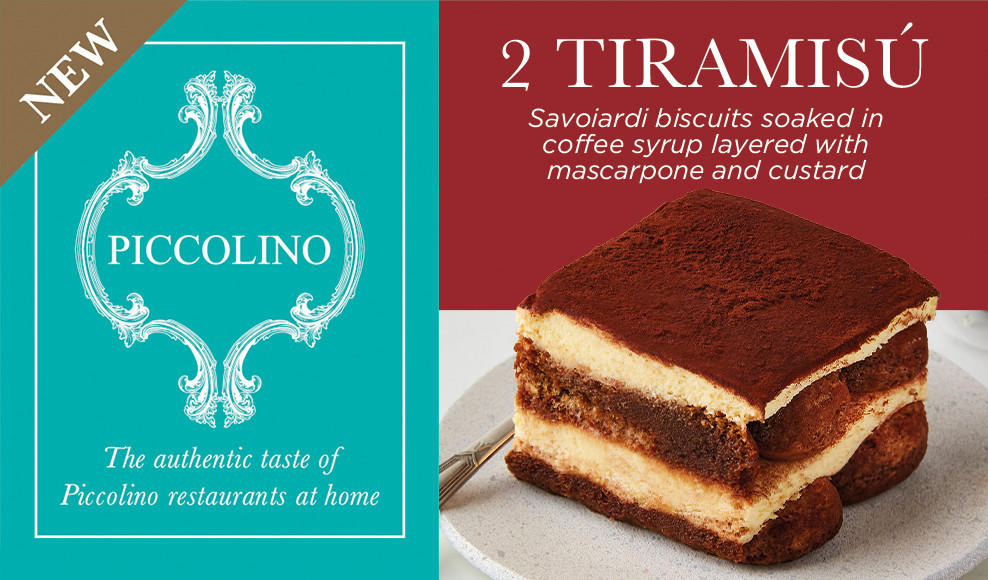 NEW
PICCOLINO
The authentic taste of
Piccolino restaurants at home
2 TIRAMISÚ
Savoiardi biscuits soaked in
coffee syrup layered with
mascarpone and custard